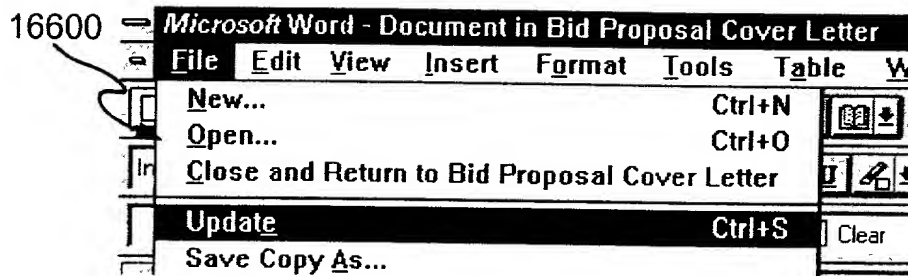 16600
Microsoft Word - Document in Bid Proposal Cover Letter
File Edit View Insert Format Tools Table W
New... Ctrl+N
Open... Ctrl+O
In
Close and Return to Bid Proposal Cover Letter
Update Ctrl+S
Clear
Save Copy As...